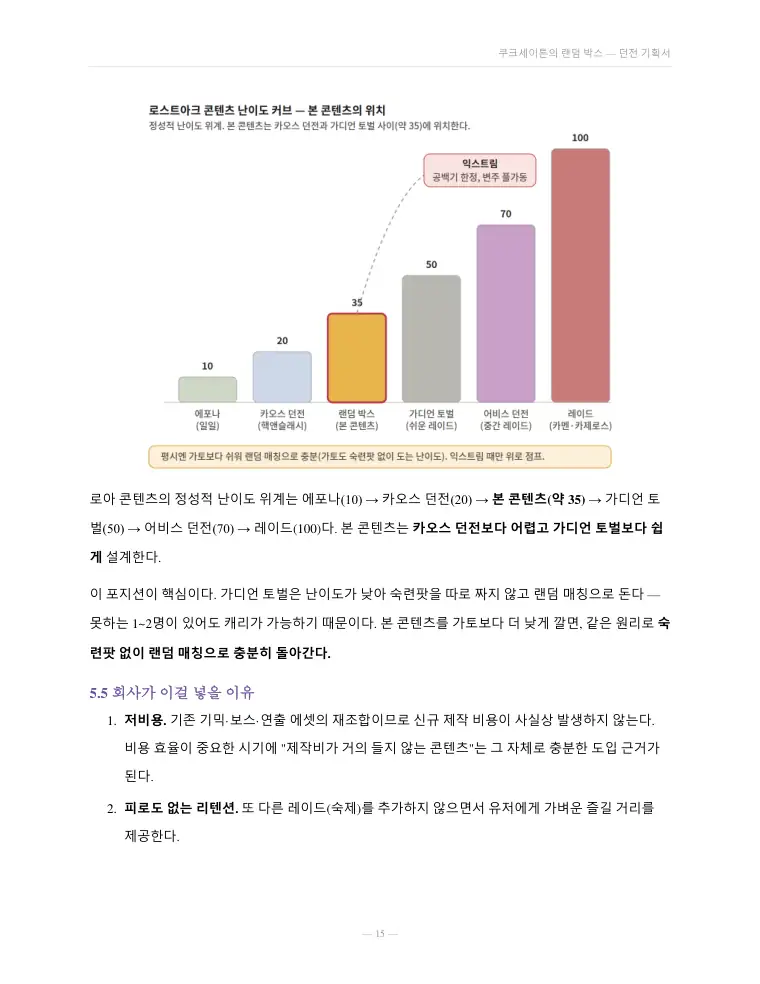 쿠크세이튼의 랜덤 박스 — 던전 기획서
로스트아크 콘텐츠 난이도 커브 — 본 콘텐츠의 위치
정성적 난이도 위계. 본 콘텐츠는 카오스 던전과 가디언 토벌 사이(약 35)에 위치한다.
100
익스트림
공백기 한정, 변주 풀가동
70
50
35
20
10
에포나
(일일)
카오스 던전
(핵앤슬래시)
랜덤 박스
(본 콘텐츠)
가디언 토벌
(쉬운 레이드)
어비스 던전
(중간 레이드)
레이드
(카멘·카제로스)
평시엔 가토보다 쉬워 랜덤 매칭으로 충분(가토도 숙련팟 없이 도는 난이도). 익스트림 때만 위로 점프.
로아 콘텐츠의 정성적 난이도 위계는 에포나(10) → 카오스 던전(20) → 본 콘텐츠(약 35) → 가디언 토
벌(50) → 어비스 던전(70) → 레이드(100)다. 본 콘텐츠는 카오스 던전보다 어렵고 가디언 토벌보다 쉽
게 설계한다.
이 포지션이 핵심이다. 가디언 토벌은 난이도가 낮아 숙련팟을 따로 짜지 않고 랜덤 매칭으로 돈다 —
못하는 1~2명이 있어도 캐리가 가능하기 때문이다. 본 콘텐츠를 가토보다 더 낮게 깔면, 같은 원리로 숙
련팟 없이 랜덤 매칭으로 충분히 돌아간다.
5.5 회사가 이걸 넣을 이유
1. 저비용. 기존 기믹·보스·연출 에셋의 재조합이므로 신규 제작 비용이 사실상 발생하지 않는다.
비용 효율이 중요한 시기에 "제작비가 거의 들지 않는 콘텐츠"는 그 자체로 충분한 도입 근거가
된다.
2. 피로도 없는 리텐션. 또 다른 레이드(숙제)를 추가하지 않으면서 유저에게 가벼운 즐길 거리를
제공한다.
— 15 —